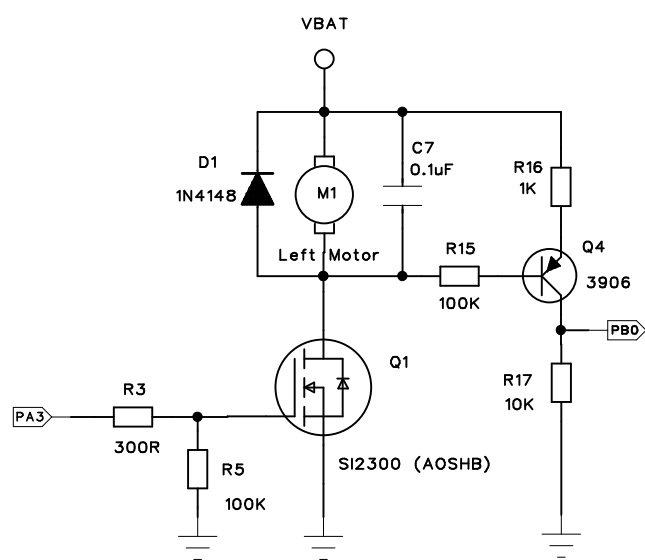 VBAT
C7
0.1uF
D1
1N4148
M1
R16
1K
Left Motor
R15
100K
Q4
3906
PB0
Q1
R3
300R
R17
10K
PA3
SI2300 (A0SHB)
R5
100K